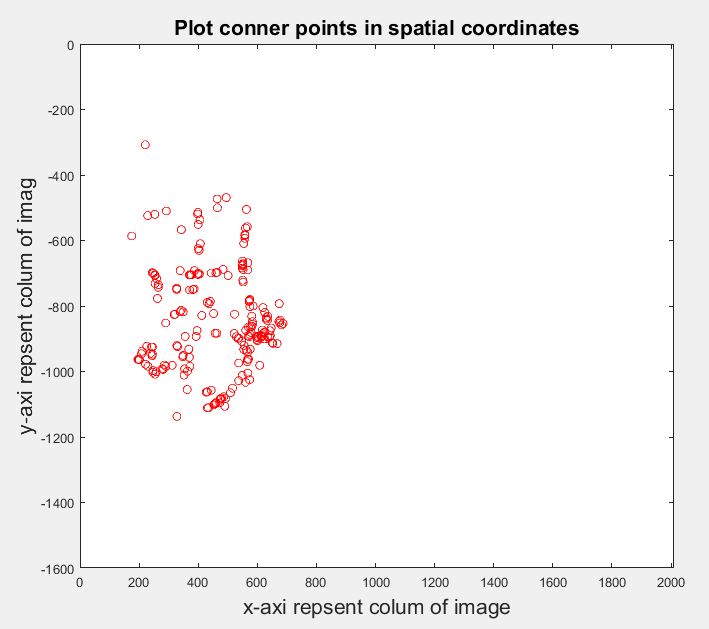 Plot conner points in spatial coordinates
0
-200
-400
-600
-800
-1000
-1200
-1400
-1600
y-axi repsent colum of imag
0 200 400 600 800 1000 1200 1400 1600 1800 2000
x-axi repsent colum of image